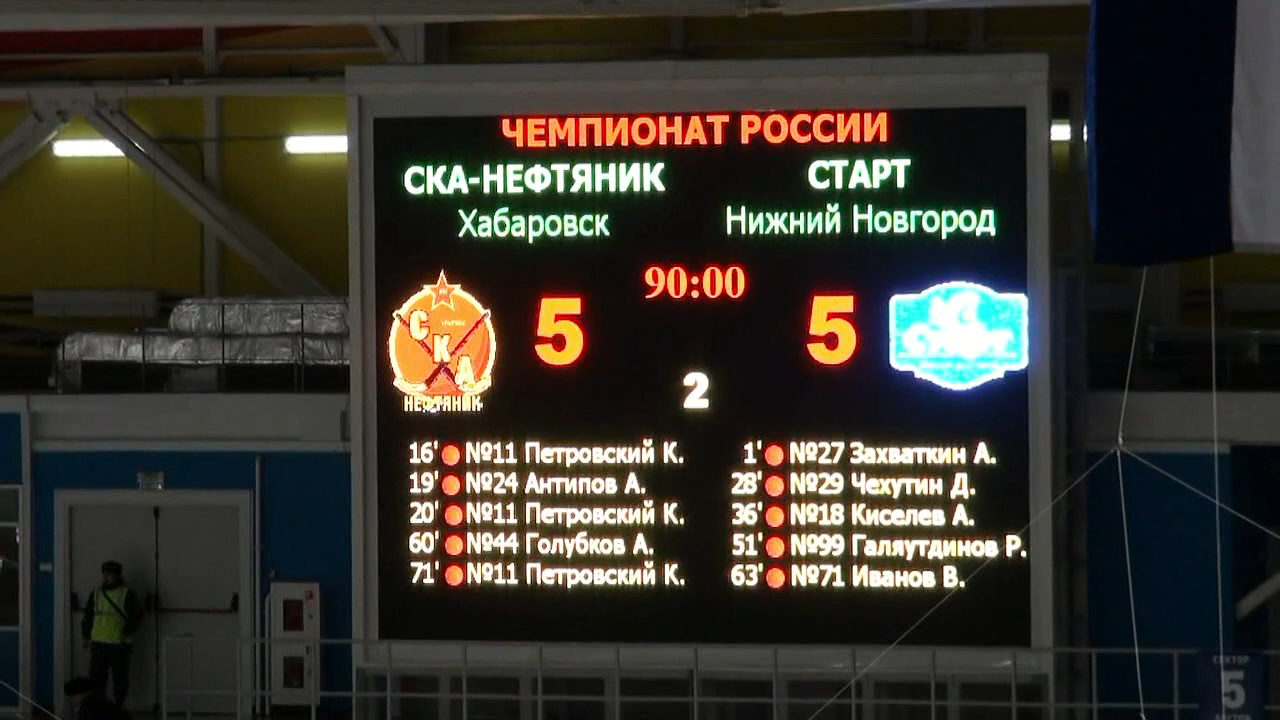 ЧЕМПИОНАТ РОССИИ
СКА-НЕФТЯНИК СТАРТ
Хабаровск Нижний Новгород
90:00
5 5
СКА
НЕФТЯНИК
2
16' №11 Петровский К. 1' №27 Захваткин А.
19' №24 Антипов А. 28' №29 Чехутин Д.
20' №11 Петровский К. 36' №18 Киселев А.
60' №44 Голубков А. 51' №99 Галяутдинов Р.
71' №11 Петровский К. 63' №71 Иванов В.
СЕКТОР
5